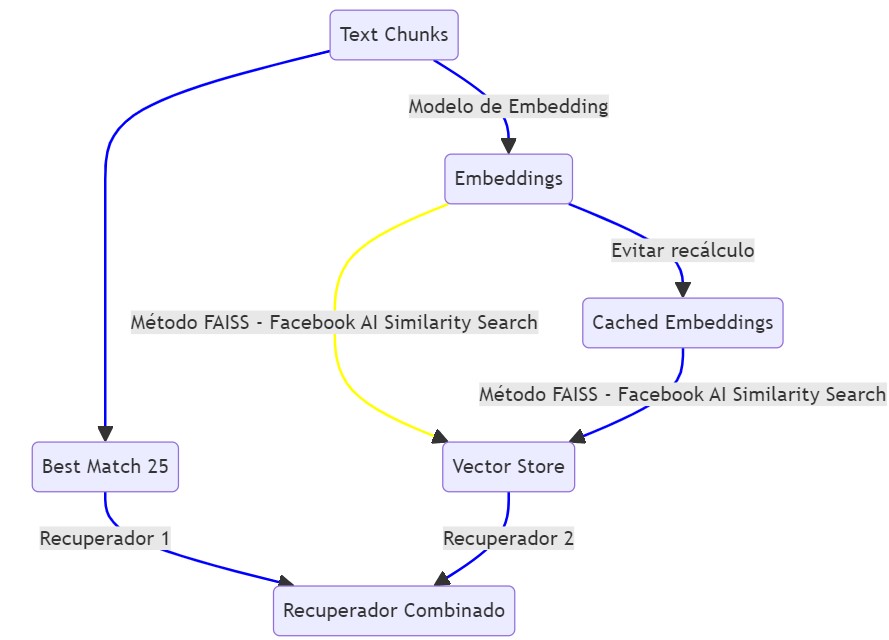 Text Chunks
Modelo de Embedding
Embeddings
Evitar recálculo
Cached Embeddings
Método FAISS - Facebook AI Similarity Search
Método FAISS - Facebook AI Similarity Search
Best Match 25
Vector Store
Recuperador 1
Recuperador 2
Recuperador Combinado